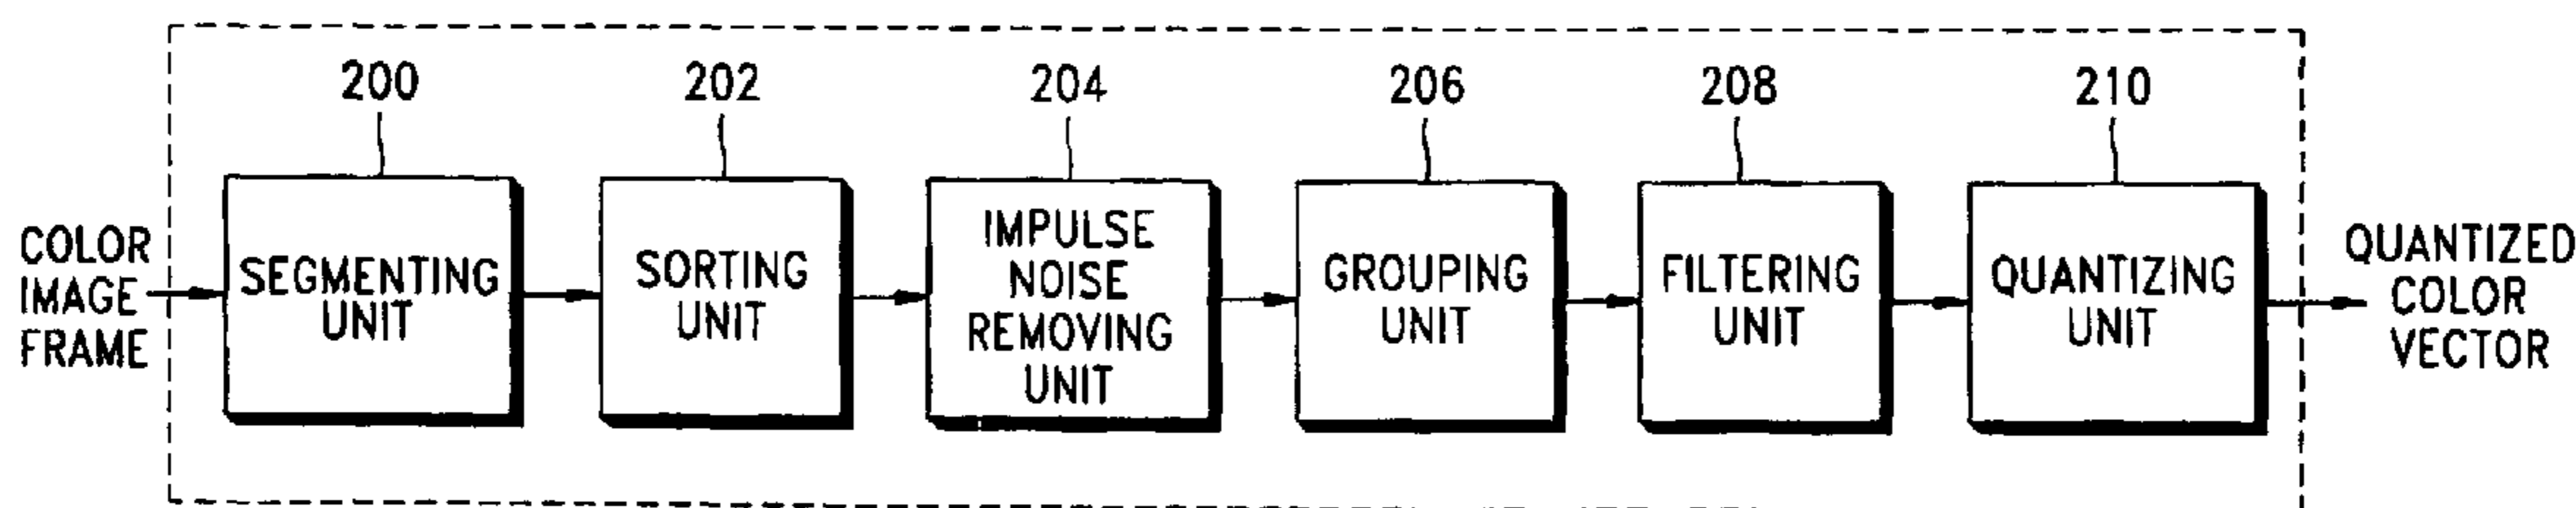 200
202
204
206
208
210
COLOR
IMAGE
FRAME
SEGMENTING
UNIT
SORTING
UNIT
IMPULSE
NOISE
REMOVING
UNIT
GROUPING
UNIT
FILTERING
UNIT
QUANTIZING
UNIT
QUANTIZED
COLOR
VECTOR